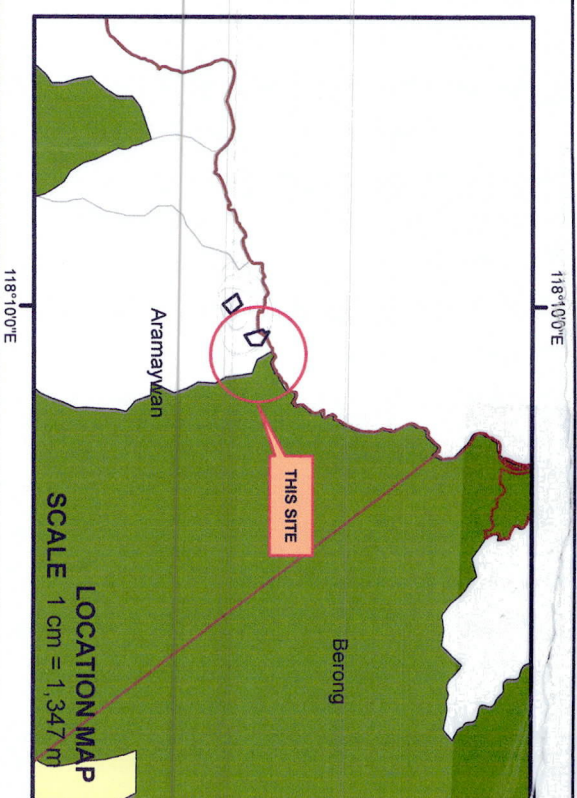 118°10'0"E
118°10'0"E
Aramaywan
THIS SITE
Berong
LOCATION MAP
SCALE 1 cm = 1,347 m